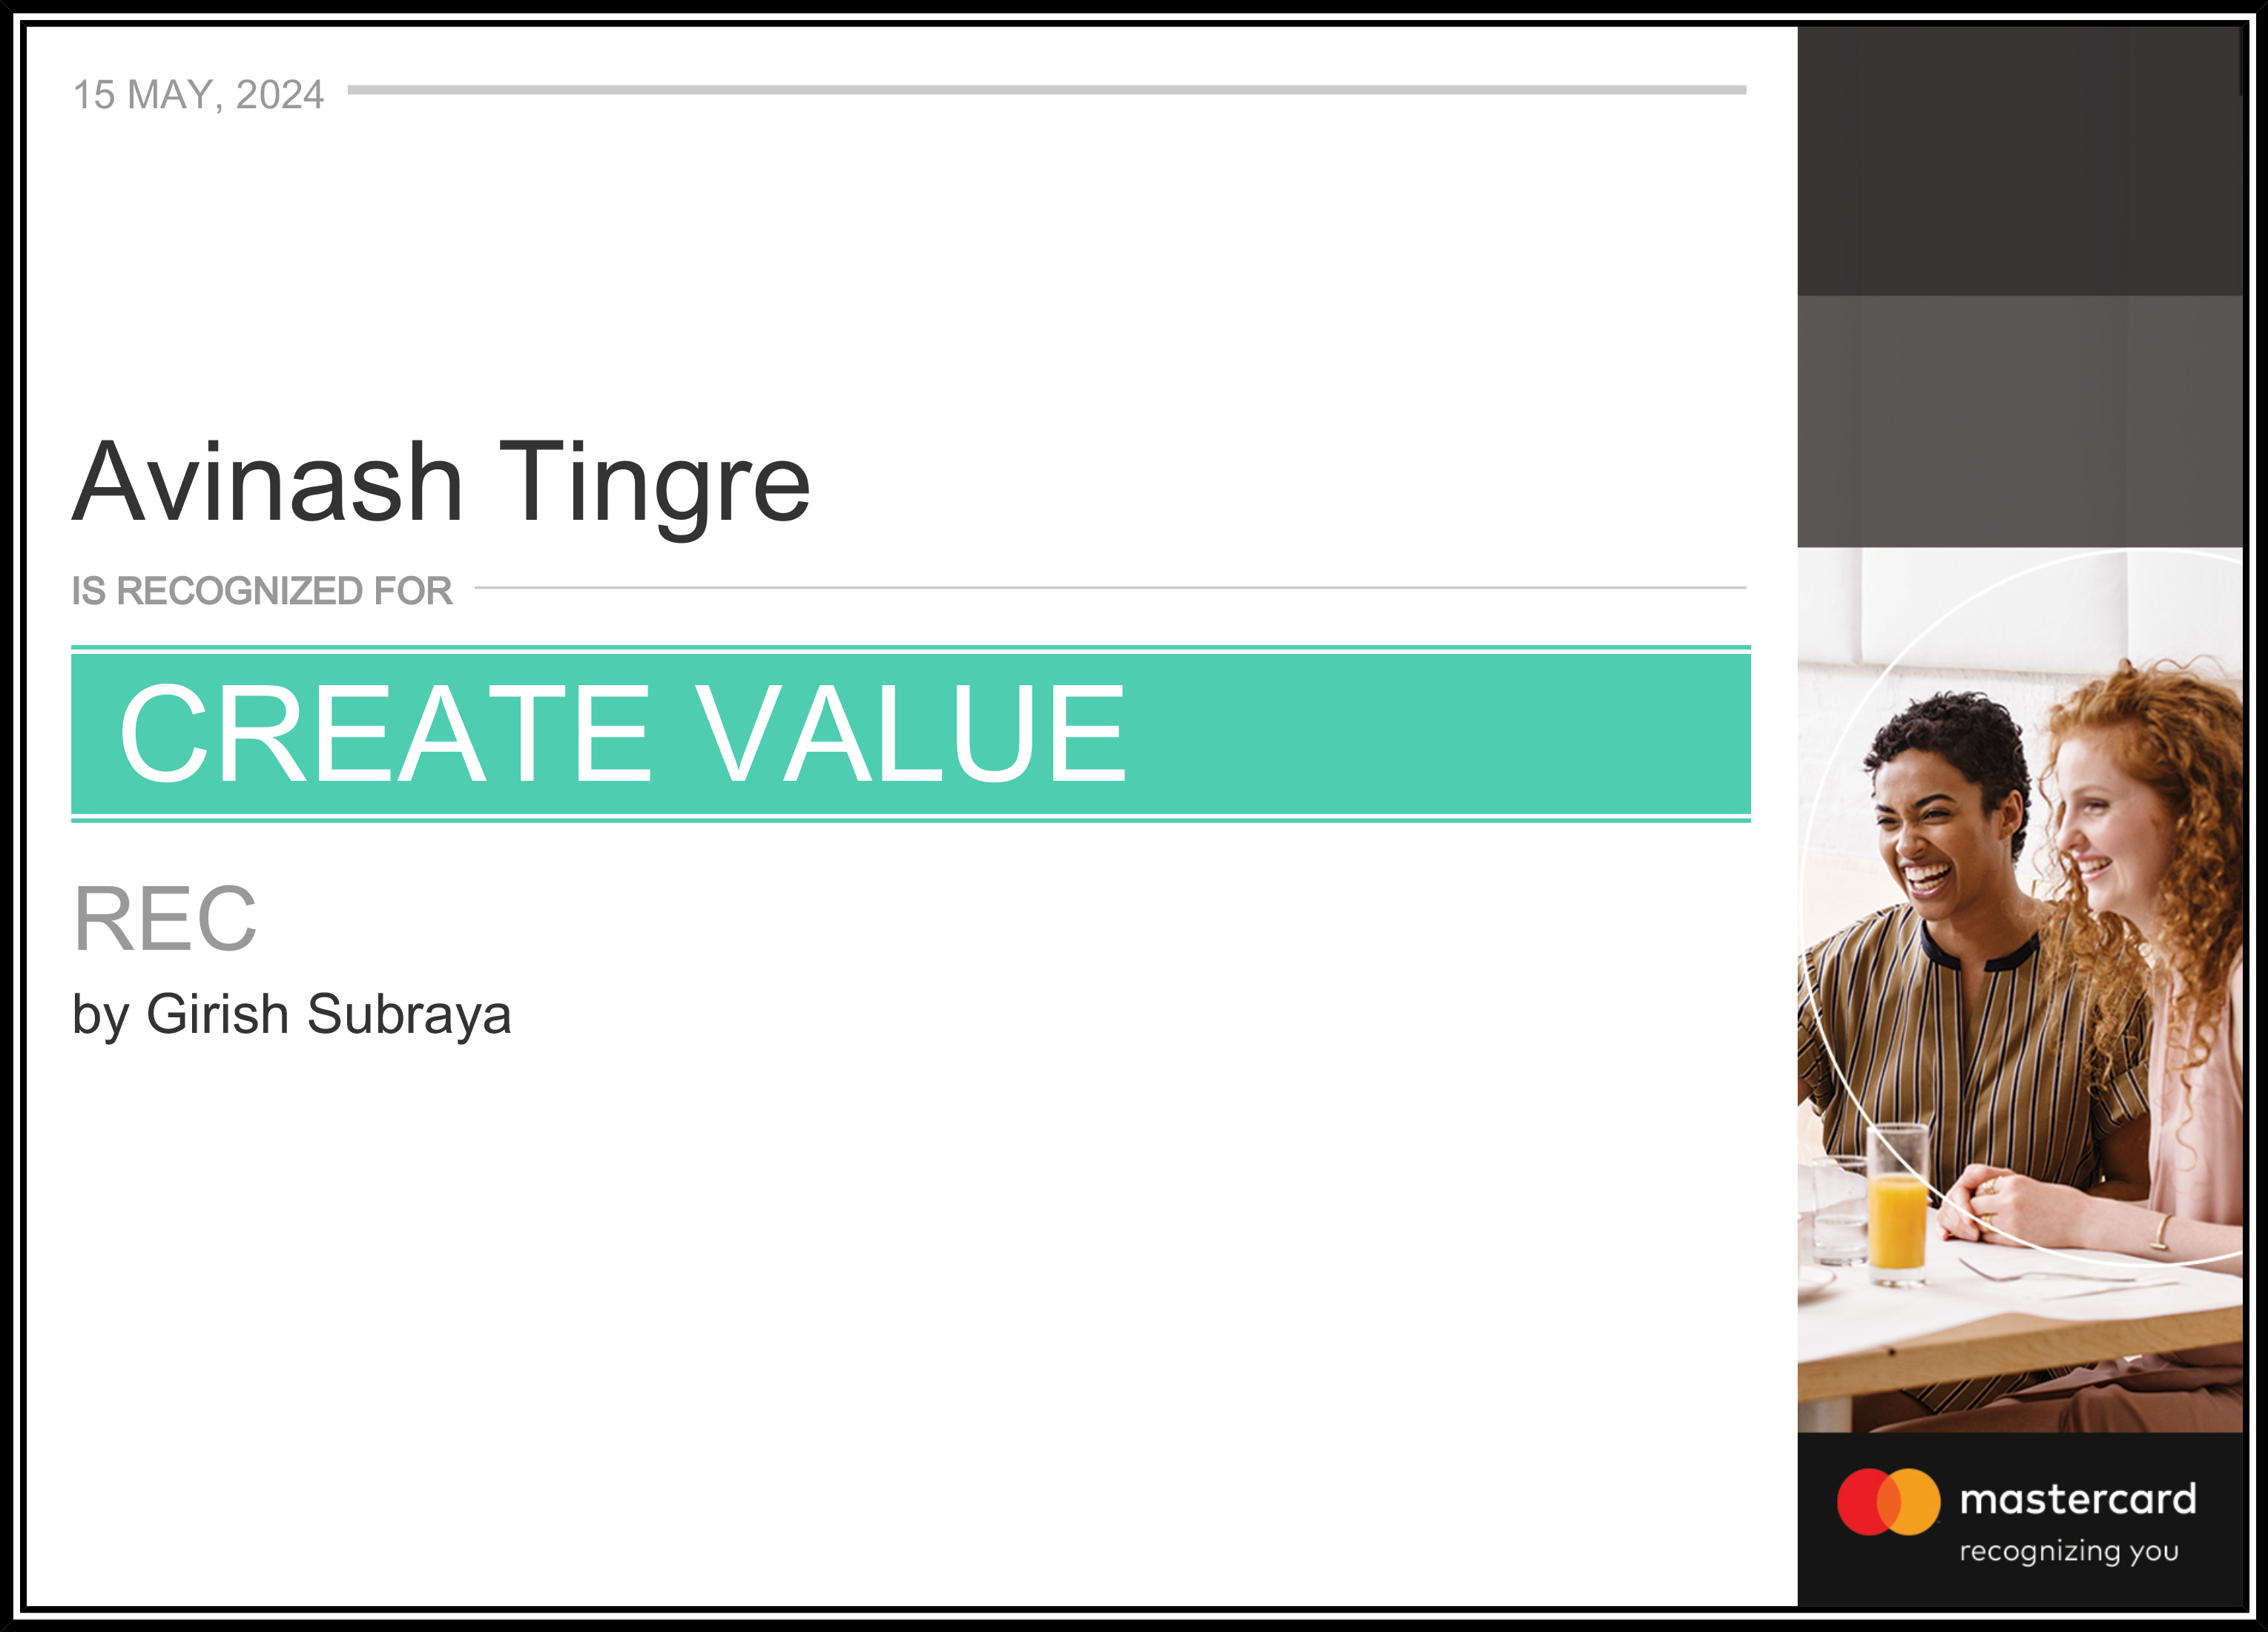 15 MAY, 2024
Avinash Tingre
IS RECOGNIZED FOR
CREATE VALUE
REC
by Girish Subraya
mastercard
recognizing you